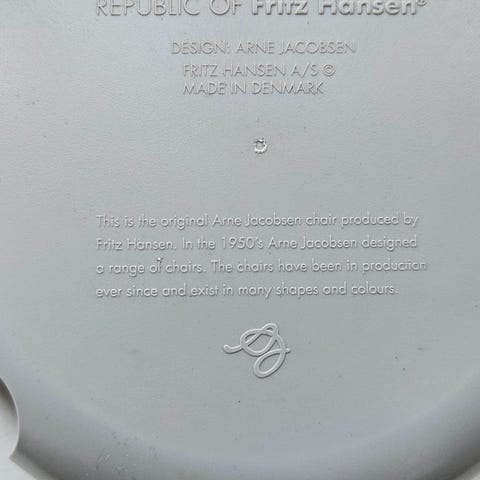 REPUBLIC OF Fritz Hansen®
DESIGN: ARNE JACOBSEN
FRITZ HANSEN A/S ©
MADE IN DENMARK
This is the original Arne Jacobsen chair produced by
Fritz Hansen. In the 1950's Arne Jacobsen designed
a range of chairs. The chairs have been in production
ever since and exist in many shapes and colours.